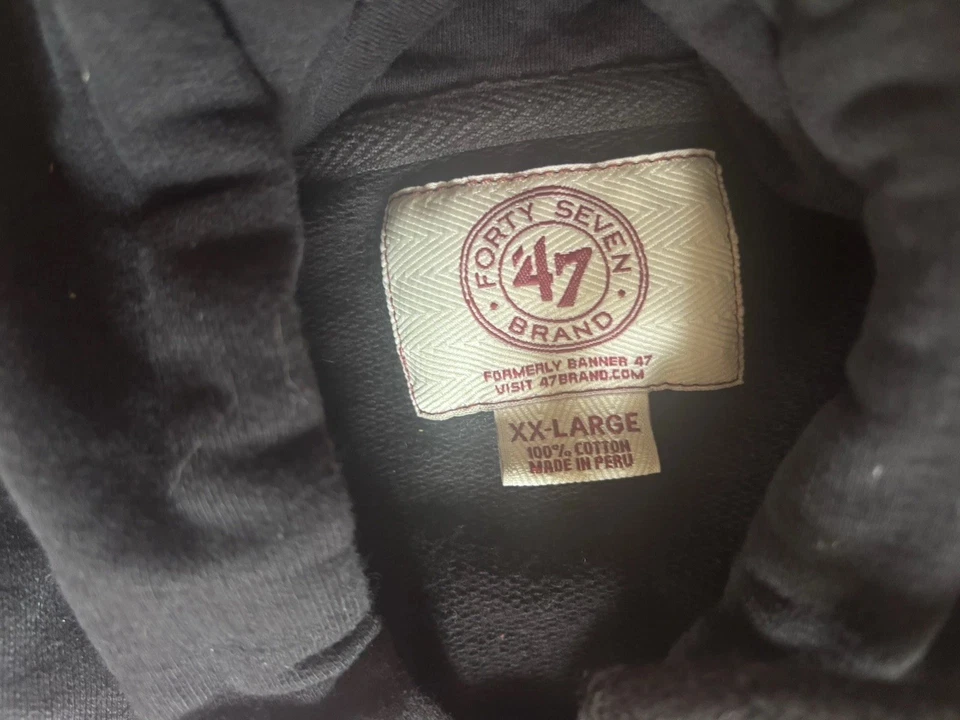 FORTY SEVEN
'47
BRAND
FORMERLY BANNER 47
VISIT 47BRAND.COM
XX-LARGE
100% COTTON
MADE IN PERU